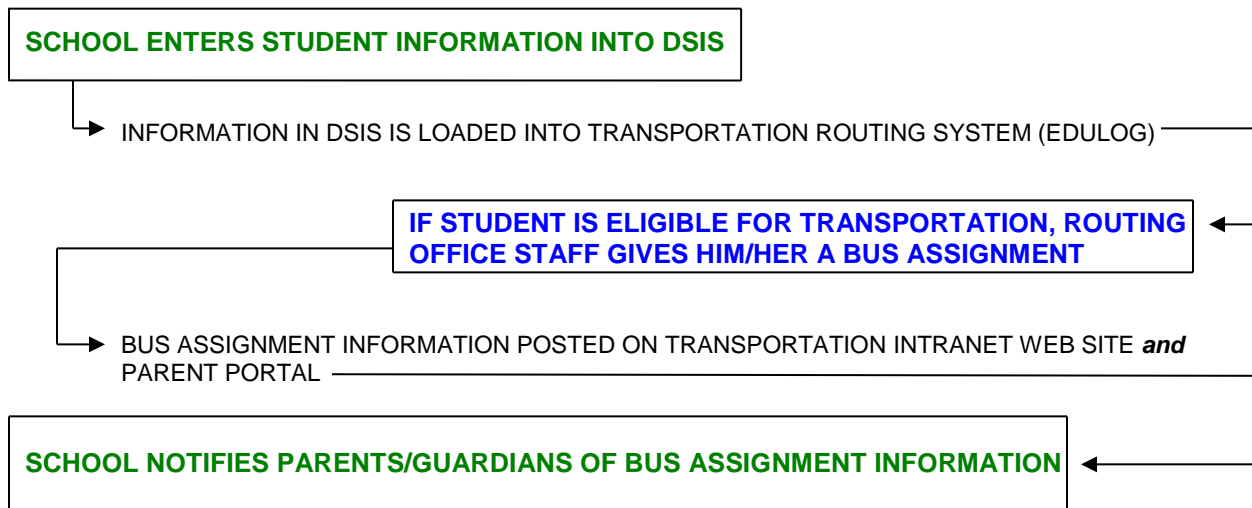 SCHOOL ENTERS STUDENT INFORMATION INTO DSIS
INFORMATION IN DSIS IS LOADED INTO TRANSPORTATION ROUTING SYSTEM (EDULOG)
IF STUDENT IS ELIGIBLE FOR TRANSPORTATION, ROUTING
OFFICE STAFF GIVES HIM/HER A BUS ASSIGNMENT
BUS ASSIGNMENT INFORMATION POSTED ON TRANSPORTATION INTRANET WEB SITE and
PARENT PORTAL
SCHOOL NOTIFIES PARENTS/GUARDIANS OF BUS ASSIGNMENT INFORMATION